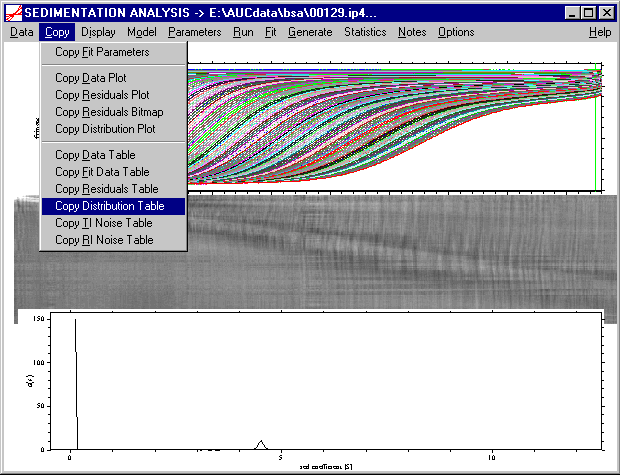 SEDIMENTATION ANALYSIS -> E:\AUCdata\bsa\00129.ip4...
Data Copy Display Model Parameters Run Fit Generate Statistics Notes Options Help
Copy Fit Parameters
Copy Data Plot
Copy Residuals Plot
Copy Residuals Bitmap
Copy Distribution Plot
Copy Data Table
Copy Fit Data Table
Copy Residuals Table
Copy Distribution Table
Copy TI Noise Table
Copy RI Noise Table
150
100
50
0
0 5 10
sed coefficient [S]